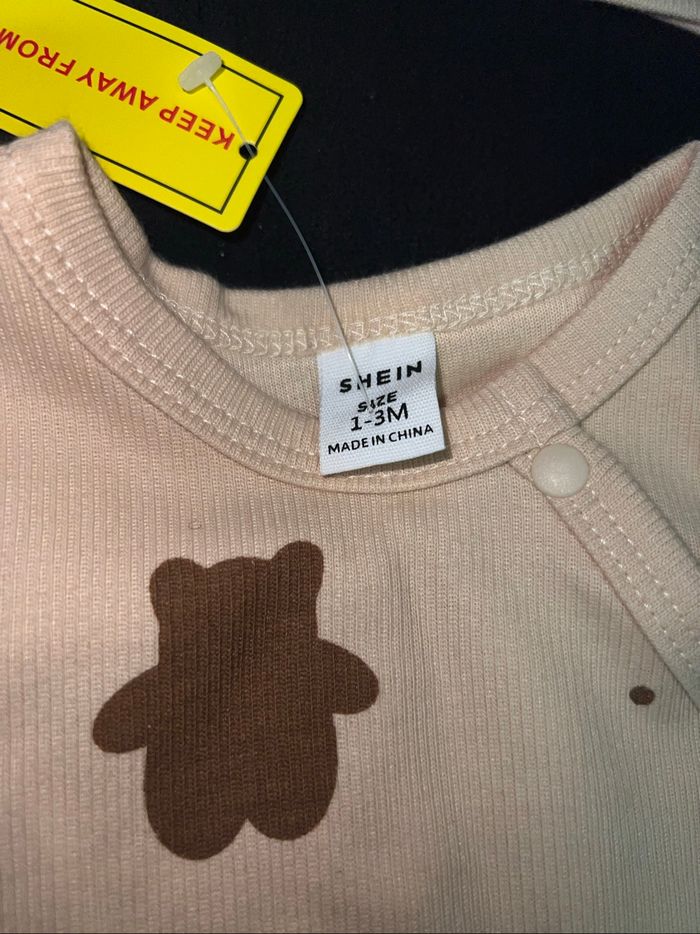 KEEP AWAY FROM
SHEIN
SIZE
1-3M
MADE IN CHINA